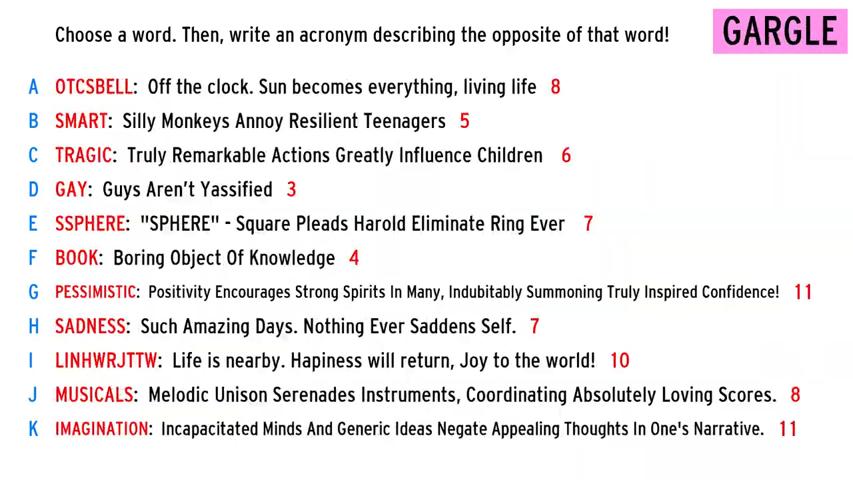 Choose a word. Then, write an acronym describing the opposite of that word! GARGLE
A OTCSBELL: Off the clock. Sun becomes everything, living life 8
B SMART: Silly Monkeys Annoy Resilient Teenagers 5
C TRAGIC: Truly Remarkable Actions Greatly Influence Children 6
D GAY: Guys Aren't Yassified 3
E SSPHERE: "SPHERE" - Square Pleads Harold Eliminate Ring Ever 7
F BOOK: Boring Object Of Knowledge 4
G PESSIMISTIC: Positivity Encourages Strong Spirits In Many, Indubitably Summoning Truly Inspired Confidence! 11
H SADNESS: Such Amazing Days. Nothing Ever Saddens Self. 7
I LINHWRJTTW: Life is nearby. Hapiness will return, Joy to the world! 10
J MUSICALS: Melodic Unison Serenades Instruments, Coordinating Absolutely Loving Scores. 8
K IMAGINATION: Incapacitated Minds And Generic Ideas Negate Appealing Thoughts In One's Narrative. 11